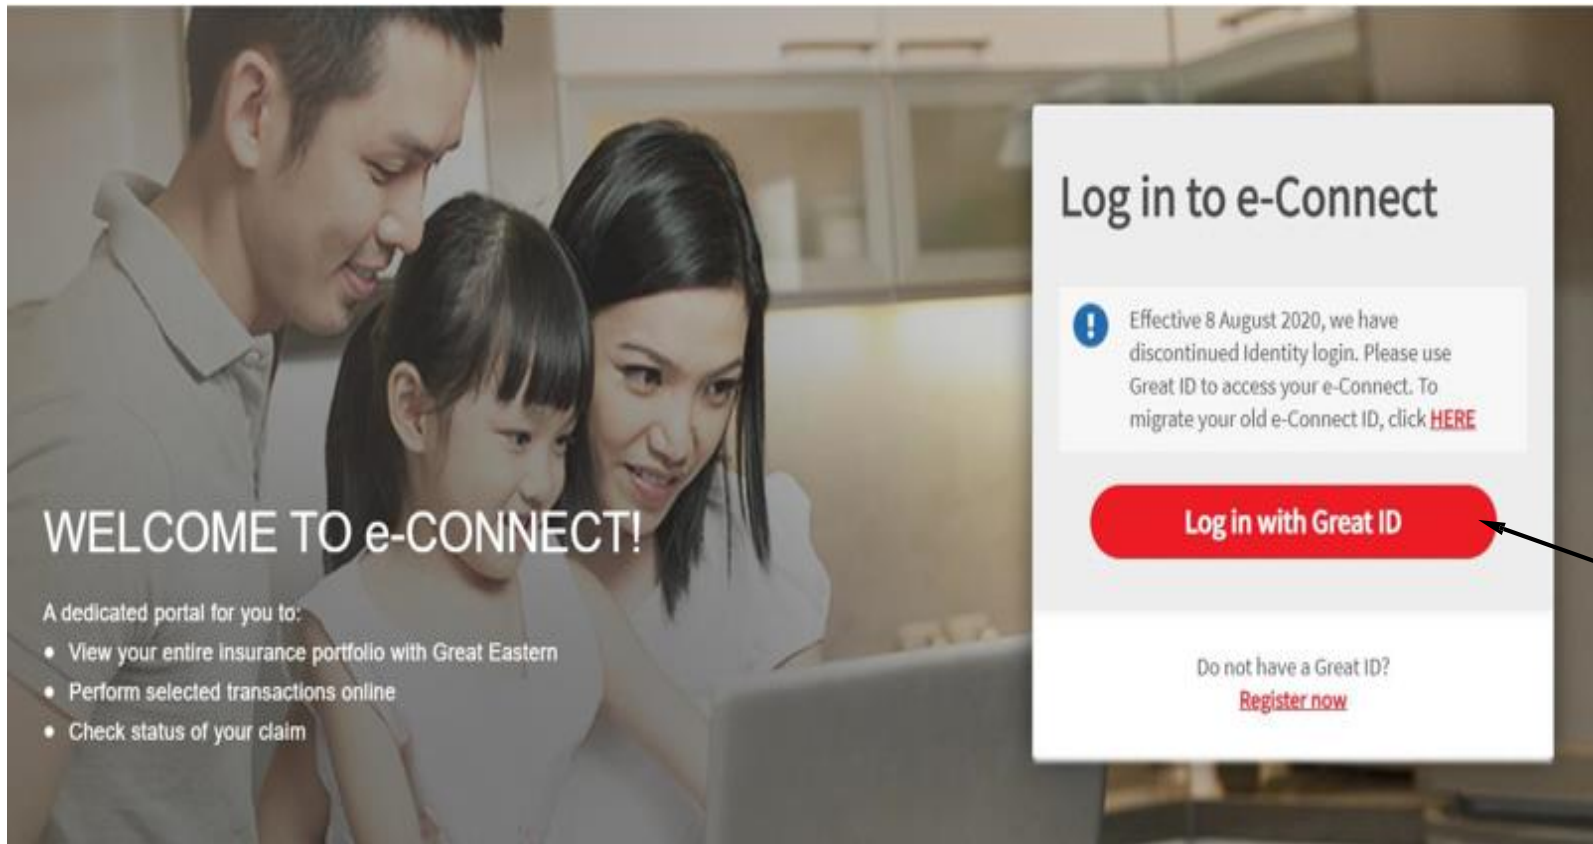 WELCOME TO e-CONNECT!
A dedicated portal for you to:
• View your entire insurance portfolio with Great Eastern
• Perform selected transactions online
• Check status of your claim
Log in to e-Connect
Effective 8 August 2020, we have
discontinued Identity login. Please use
Great ID to access your e-Connect. To
migrate your old e-Connect ID, click HERE
Log in with Great ID
Do not have a Great ID?
Register now